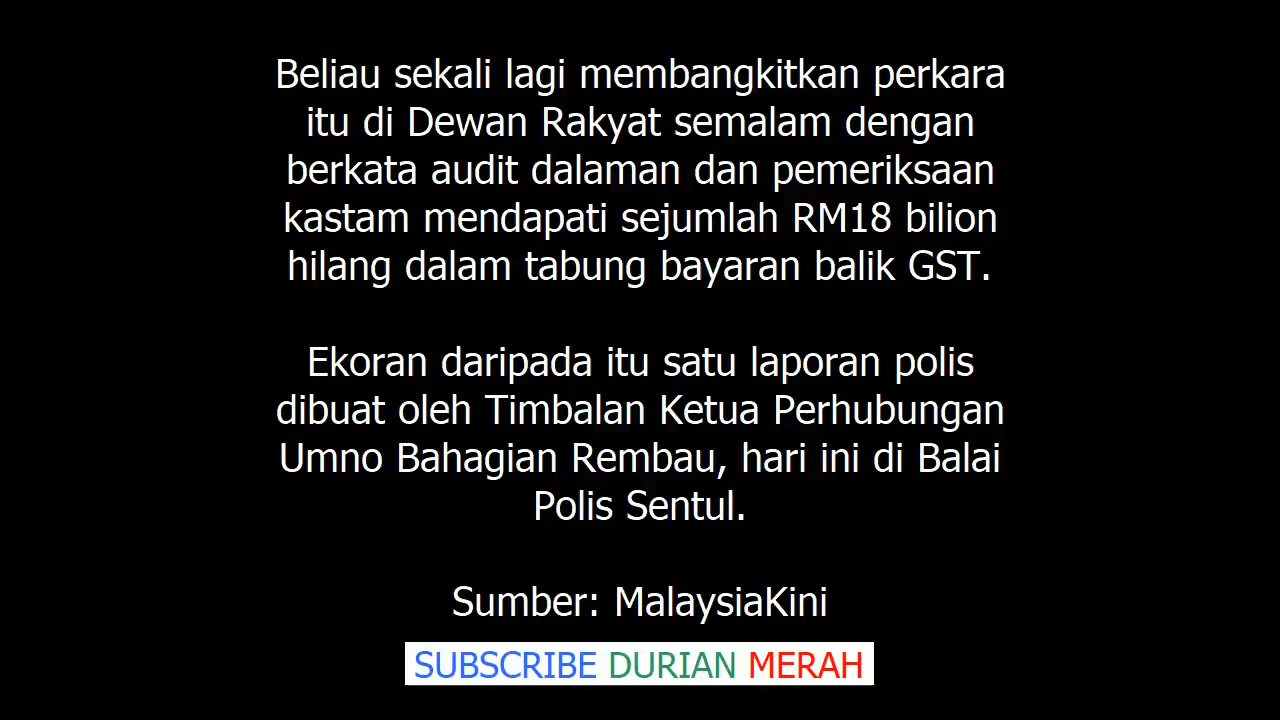 Beliau sekali lagi membangkitkan perkara
itu di Dewan Rakyat semalam dengan
berkata audit dalaman dan pemeriksaan
kastam mendapati sejumlah RM18 bilion
hilang dalam tabung bayaran balik GST.
Ekoran daripada itu satu laporan polis
dibuat oleh Timbalan Ketua Perhubungan
Umno Bahagian Rembau, hari ini di Balai
Polis Sentul.
Sumber: MalaysiaKini
SUBSCRIBE DURIAN MERAH